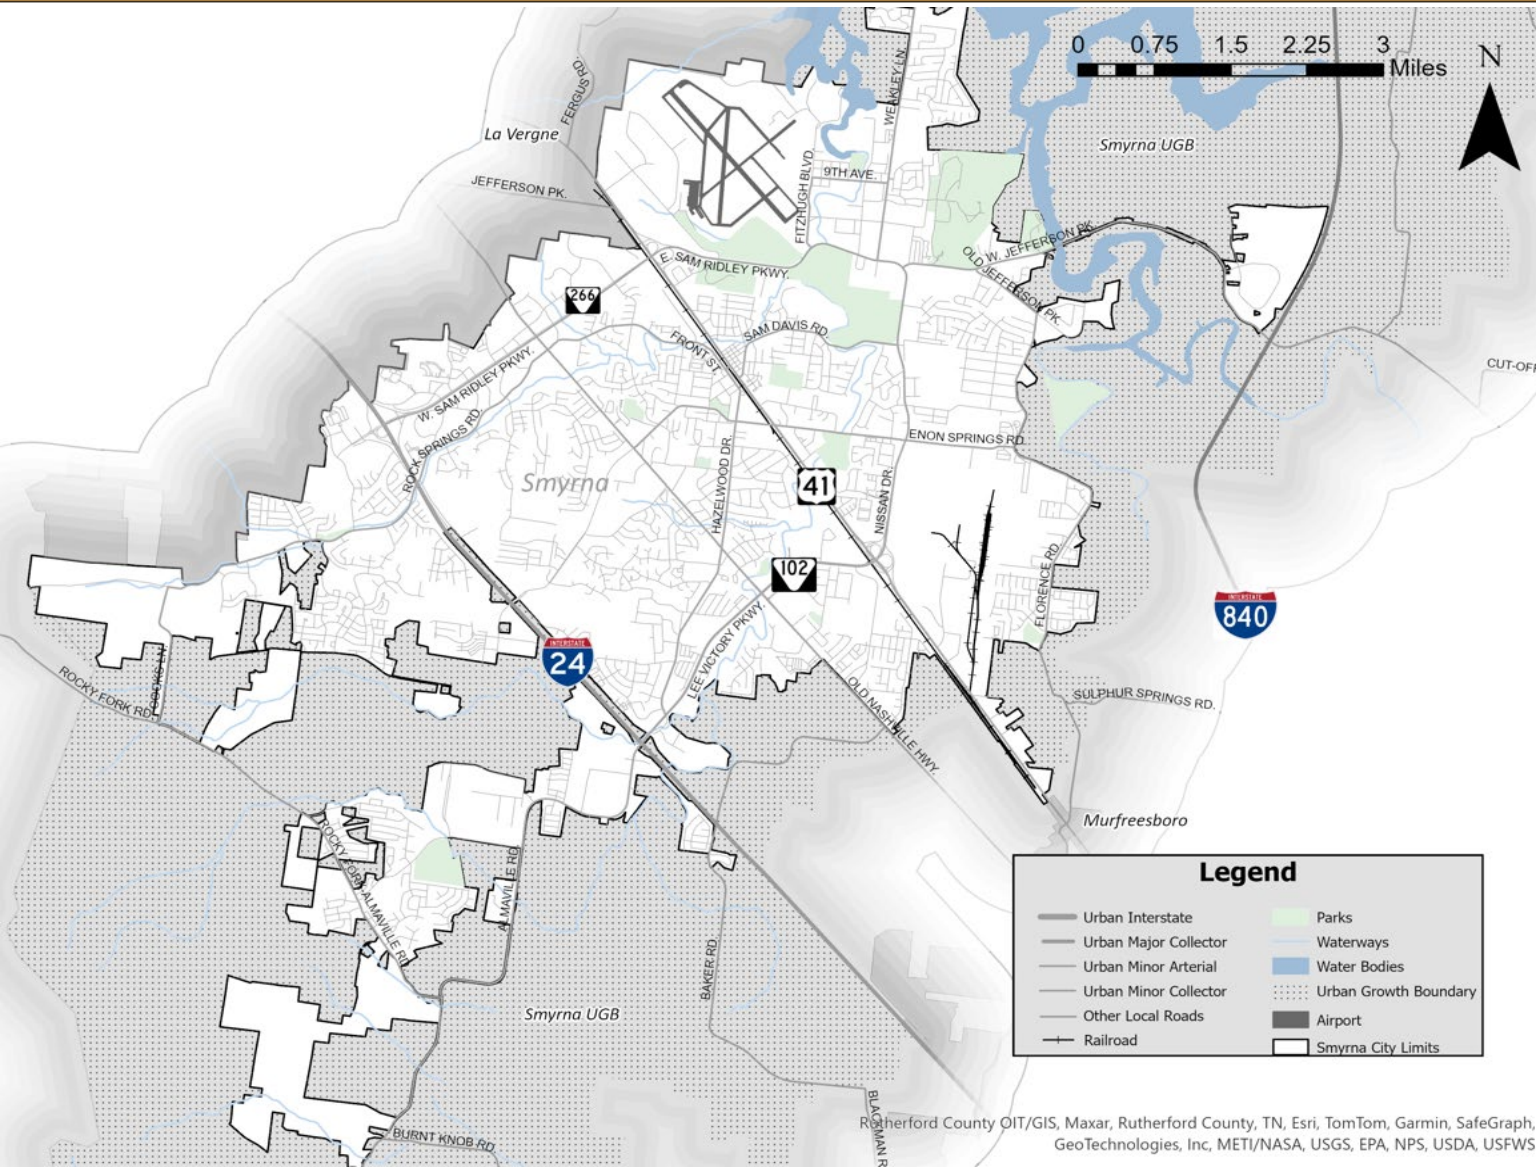 0 0.75 1.5 2.25 3
Miles
N
FERGUS RD.
WEAKLEY LN.
La Vergne
Smyrna UGB
JEFFERSON PK.
FITZHUGH BLVD.
9TH AVE.
W. JEFFERSON PK.
OLD JEFFERSON PK.
E. SAM RIDLEY PKWY.
266
SAM DAVIS RD.
FRONT ST.
W. SAM RIDLEY PKWY.
CUT-OFF
ROCK SPRINGS RD.
ENON SPRINGS RD.
HAZELWOOD DR.
Smyrna
41
NISSAN DR.
102
FLORENCE RD.
INTERSTATE
840
LEE VICTORY PKWY.
INTERSTATE
24
ROCKY FORK RD.
OLD NASHVILLE HWY.
SULPHUR SPRINGS RD.
Murfreesboro
ROCKY FORK-ALMAVILLE RD.
ALMAVILLE RD.
BAKER RD.
Smyrna UGB
BURNT KNOB RD.
Legend
Urban Interstate
Urban Major Collector
Urban Minor Arterial
Urban Minor Collector
Other Local Roads
Railroad
Parks
Waterways
Water Bodies
Urban Growth Boundary
Airport
Smyrna City Limits
Rutherford County OIT/GIS, Maxar, Rutherford County, TN, Esri, TomTom, Garmin, SafeGraph,
GeoTechnologies, Inc, METI/NASA, USGS, EPA, NPS, USDA, USFWS